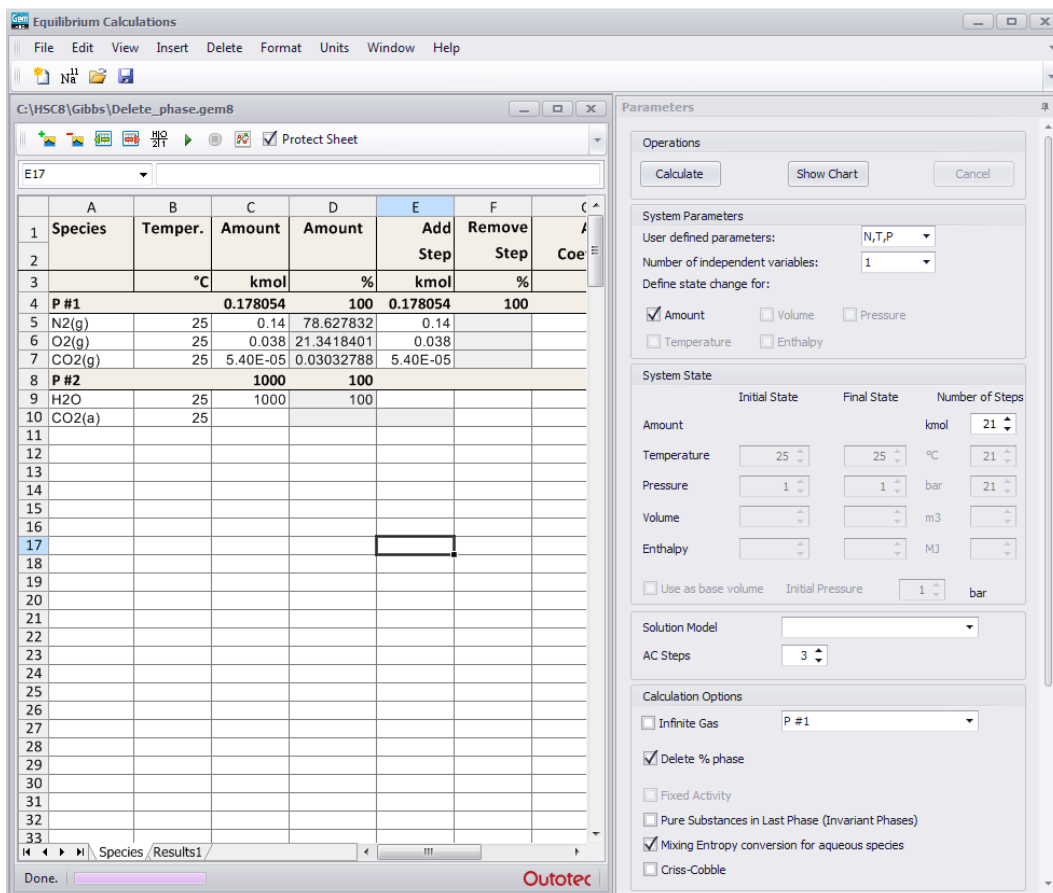 Gem Equilibrium Calculations
File Edit View Insert Delete Format Units Window Help
Na 11
C:\HSC8\Gibbs\Delete_phase.gem8
H|O 2|1 Protect Sheet
E17
A B C D E F
1 Species Temper. Amount Amount Add Remove
2 Step Step Coe
3 °C kmol % kmol %
4 P #1 0.178054 100 0.178054 100
5 N2(g) 25 0.14 78.627832 0.14
6 O2(g) 25 0.038 21.3418401 0.038
7 CO2(g) 25 5.40E-05 0.03032788 5.40E-05
8 P #2 1000 100
9 H2O 25 1000 100
10 CO2(a) 25
11
12
13
14
15
16
17
18
19
20
21
22
23
24
25
26
27
28
29
30
31
32
33
Species Results1
Done. Outotec
Parameters
Operations
Calculate Show Chart Cancel
System Parameters
User defined parameters: N,T,P
Number of independent variables: 1
Define state change for:
Amount Volume Pressure
Temperature Enthalpy
System State
Initial State Final State Number of Steps
Amount kmol 21
Temperature 25 25 °C 21
Pressure 1 1 bar 21
Volume m3
Enthalpy MJ
Use as base volume Initial Pressure 1 bar
Solution Model
AC Steps 3
Calculation Options
Infinite Gas P #1
Delete % phase
Fixed Activity
Pure Substances in Last Phase (Invariant Phases)
Mixing Entropy conversion for aqueous species
Criss-Cobble